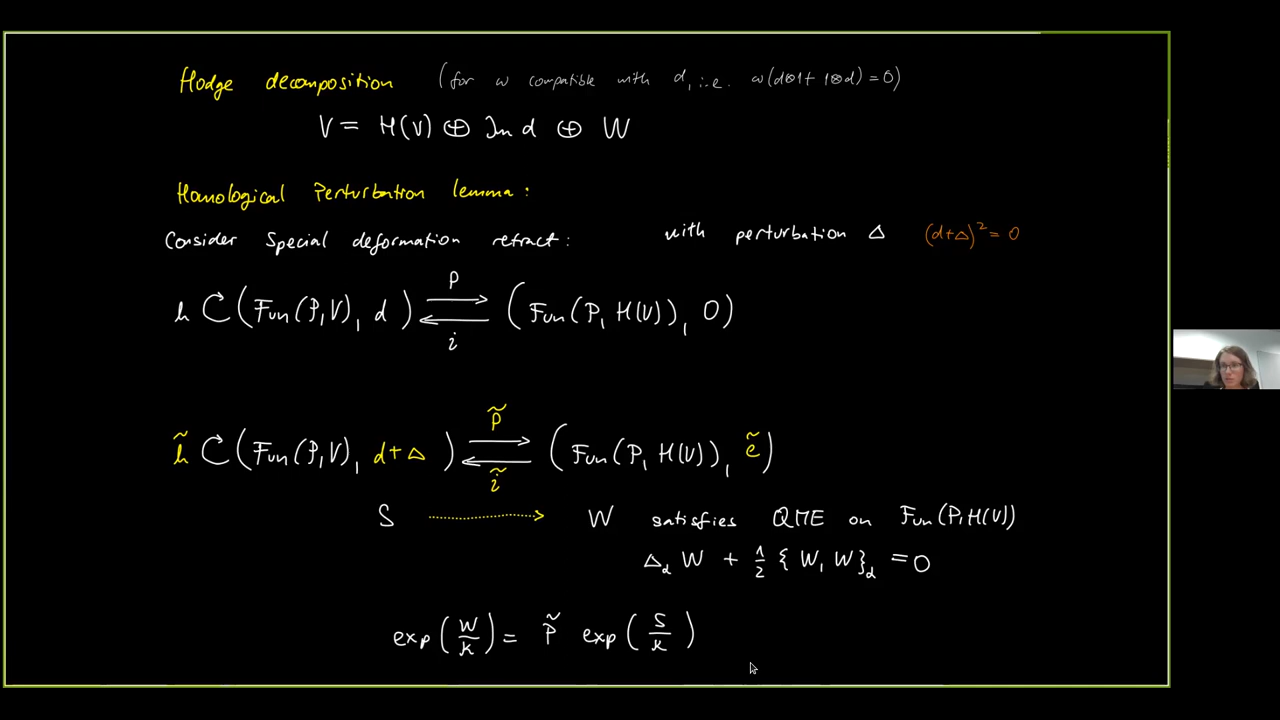 Hodge decomposition (for ω compatible with d, i.e. ω(d⊗1 + 1⊗d) = 0)
V = H(V) ⊕ Im d ⊕ W
Homological Perturbation lemma:
Consider Special deformation retract: with perturbation Δ (d+Δ)² = 0
p
h ⊂ (Fun(P,V), d) ⇄ (Fun(P, H(V)), 0)
i
p̃
h̃ ⊂ (Fun(P,V), d+Δ) ⇄ (Fun(P, H(V)), ẽ)
ĩ
S ⟶ W satisfies QME on Fun(P,H(V))
Δ_d W + 1/2 {W, W}_d = 0
exp(W/κ) = p̃ exp(S/κ)